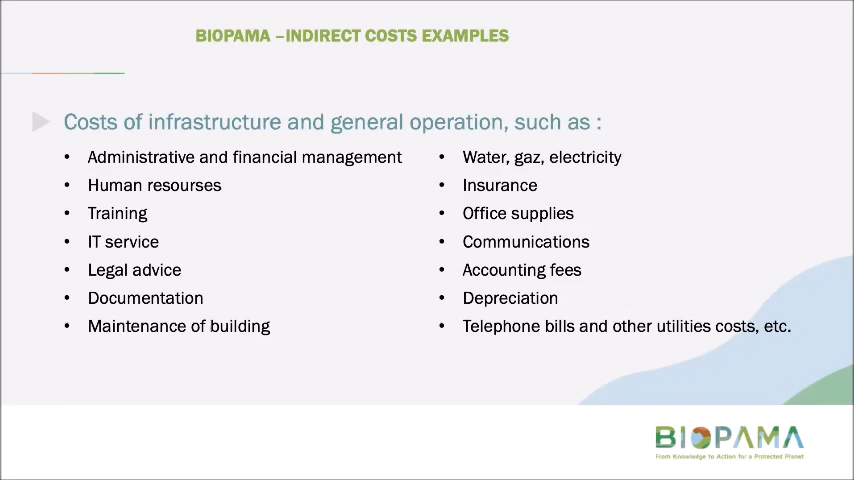 BIOPAMA –INDIRECT COSTS EXAMPLES
Costs of infrastructure and general operation, such as :
• Administrative and financial management
• Human resourses
• Training
• IT service
• Legal advice
• Documentation
• Maintenance of building
• Water, gaz, electricity
• Insurance
• Office supplies
• Communications
• Accounting fees
• Depreciation
• Telephone bills and other utilities costs, etc.
BIOPAMA
From Knowledge to Action for a Protected Planet